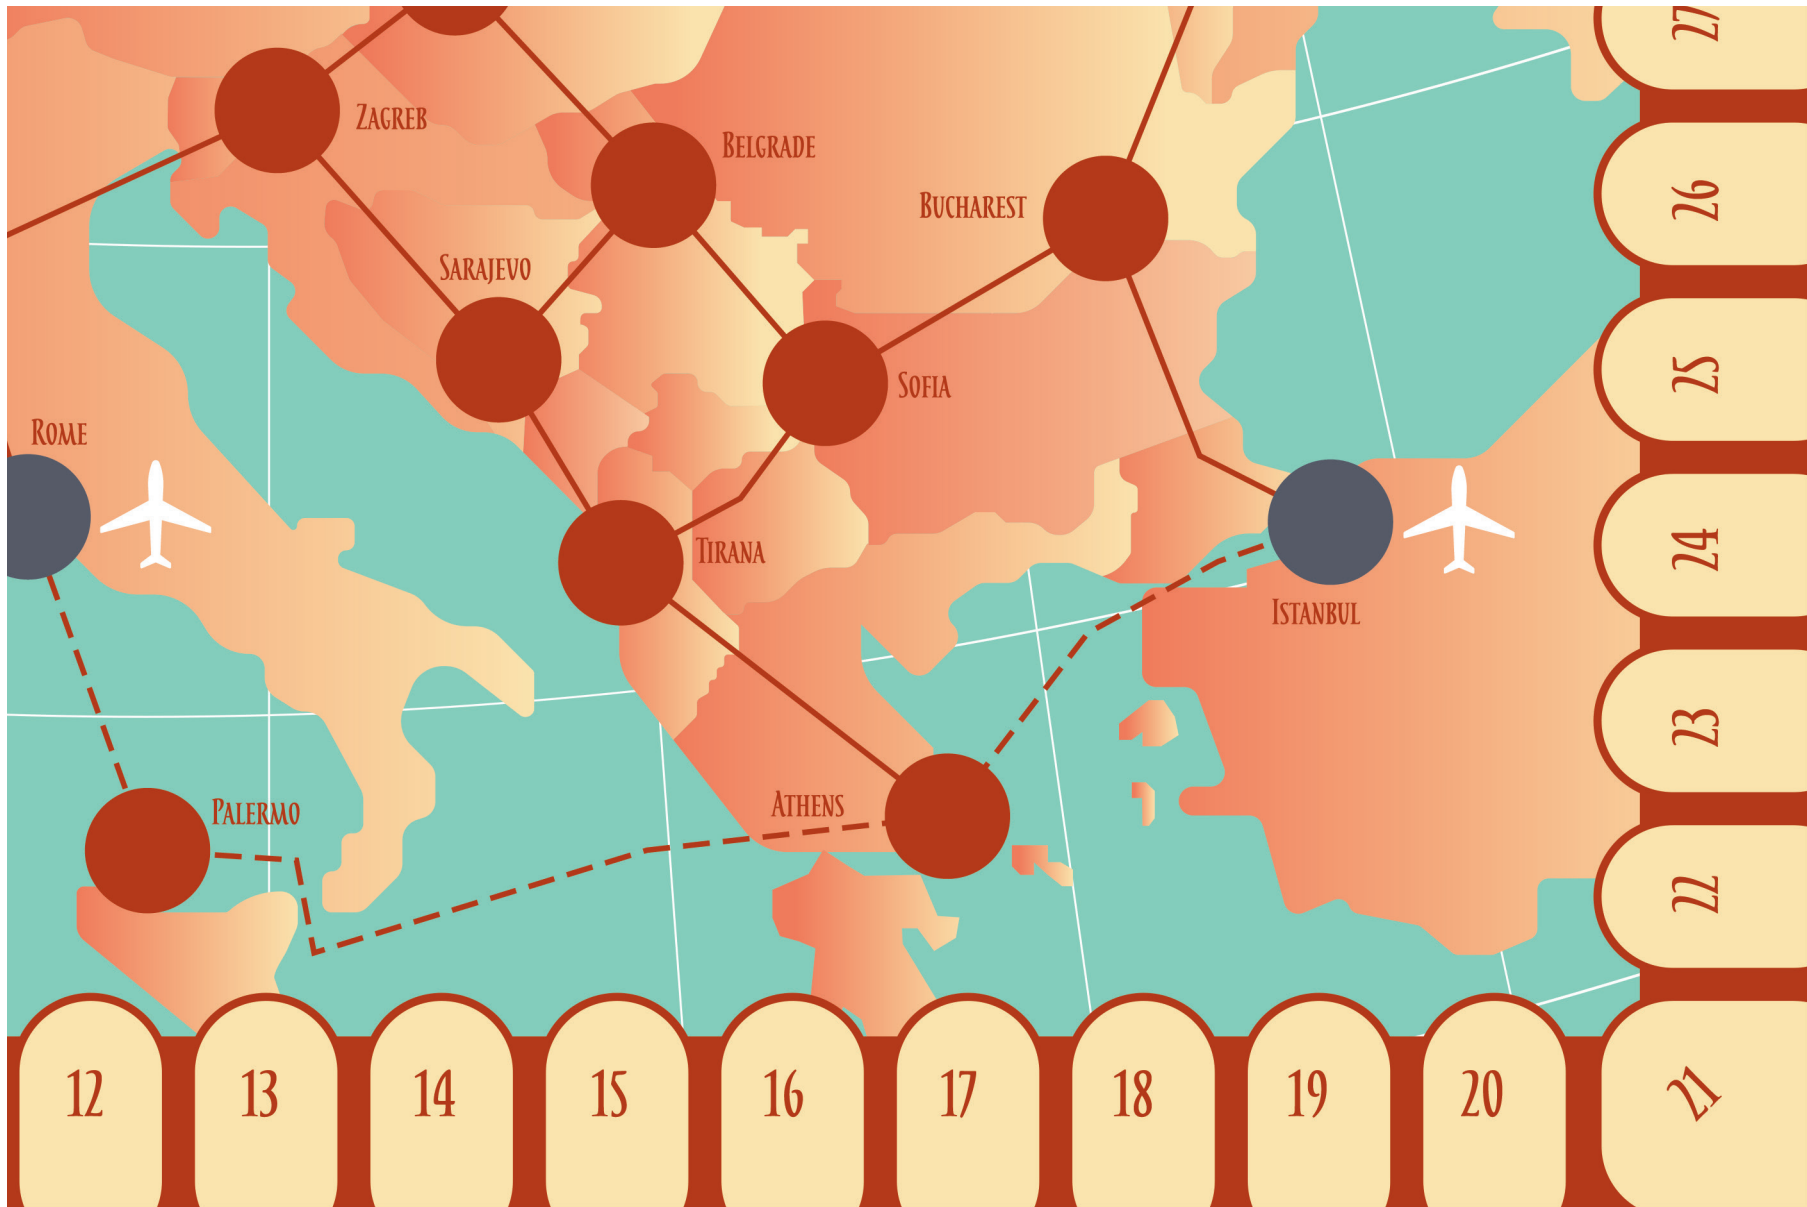 27
Zagreb
Belgrade
26
Bucharest
Sarajevo
25
Sofia
Rome
24
Tirana
Istanbul
23
Athens
Palermo
22
12
13
14
15
16
17
18
19
20
21